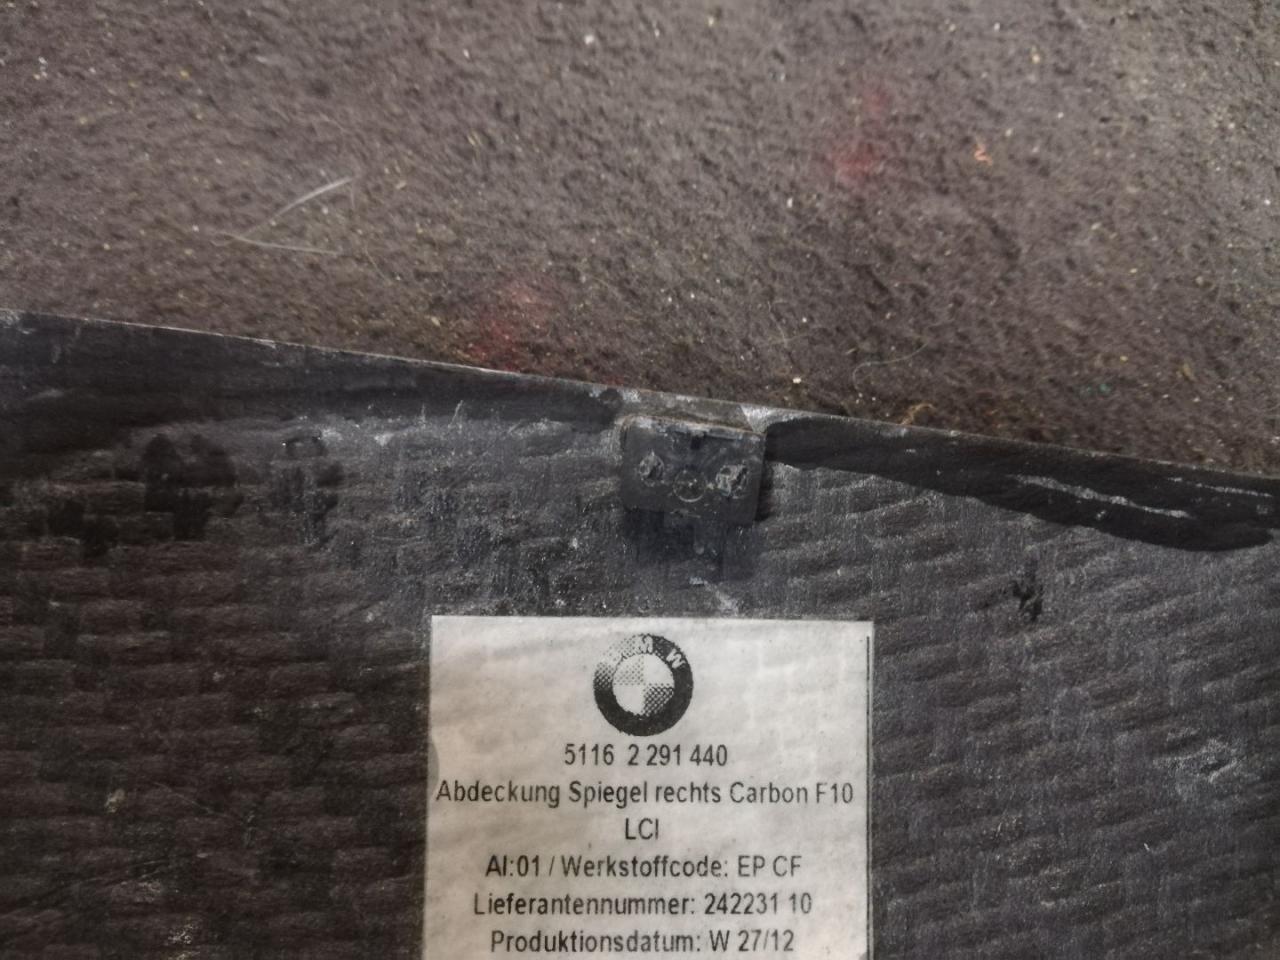 BMW
5116 2 291 440
Abdeckung Spiegel rechts Carbon F10
LCI
AI:01 / Werkstoffcode: EP CF
Lieferantennummer: 242231 10
Produktionsdatum: W 27/12